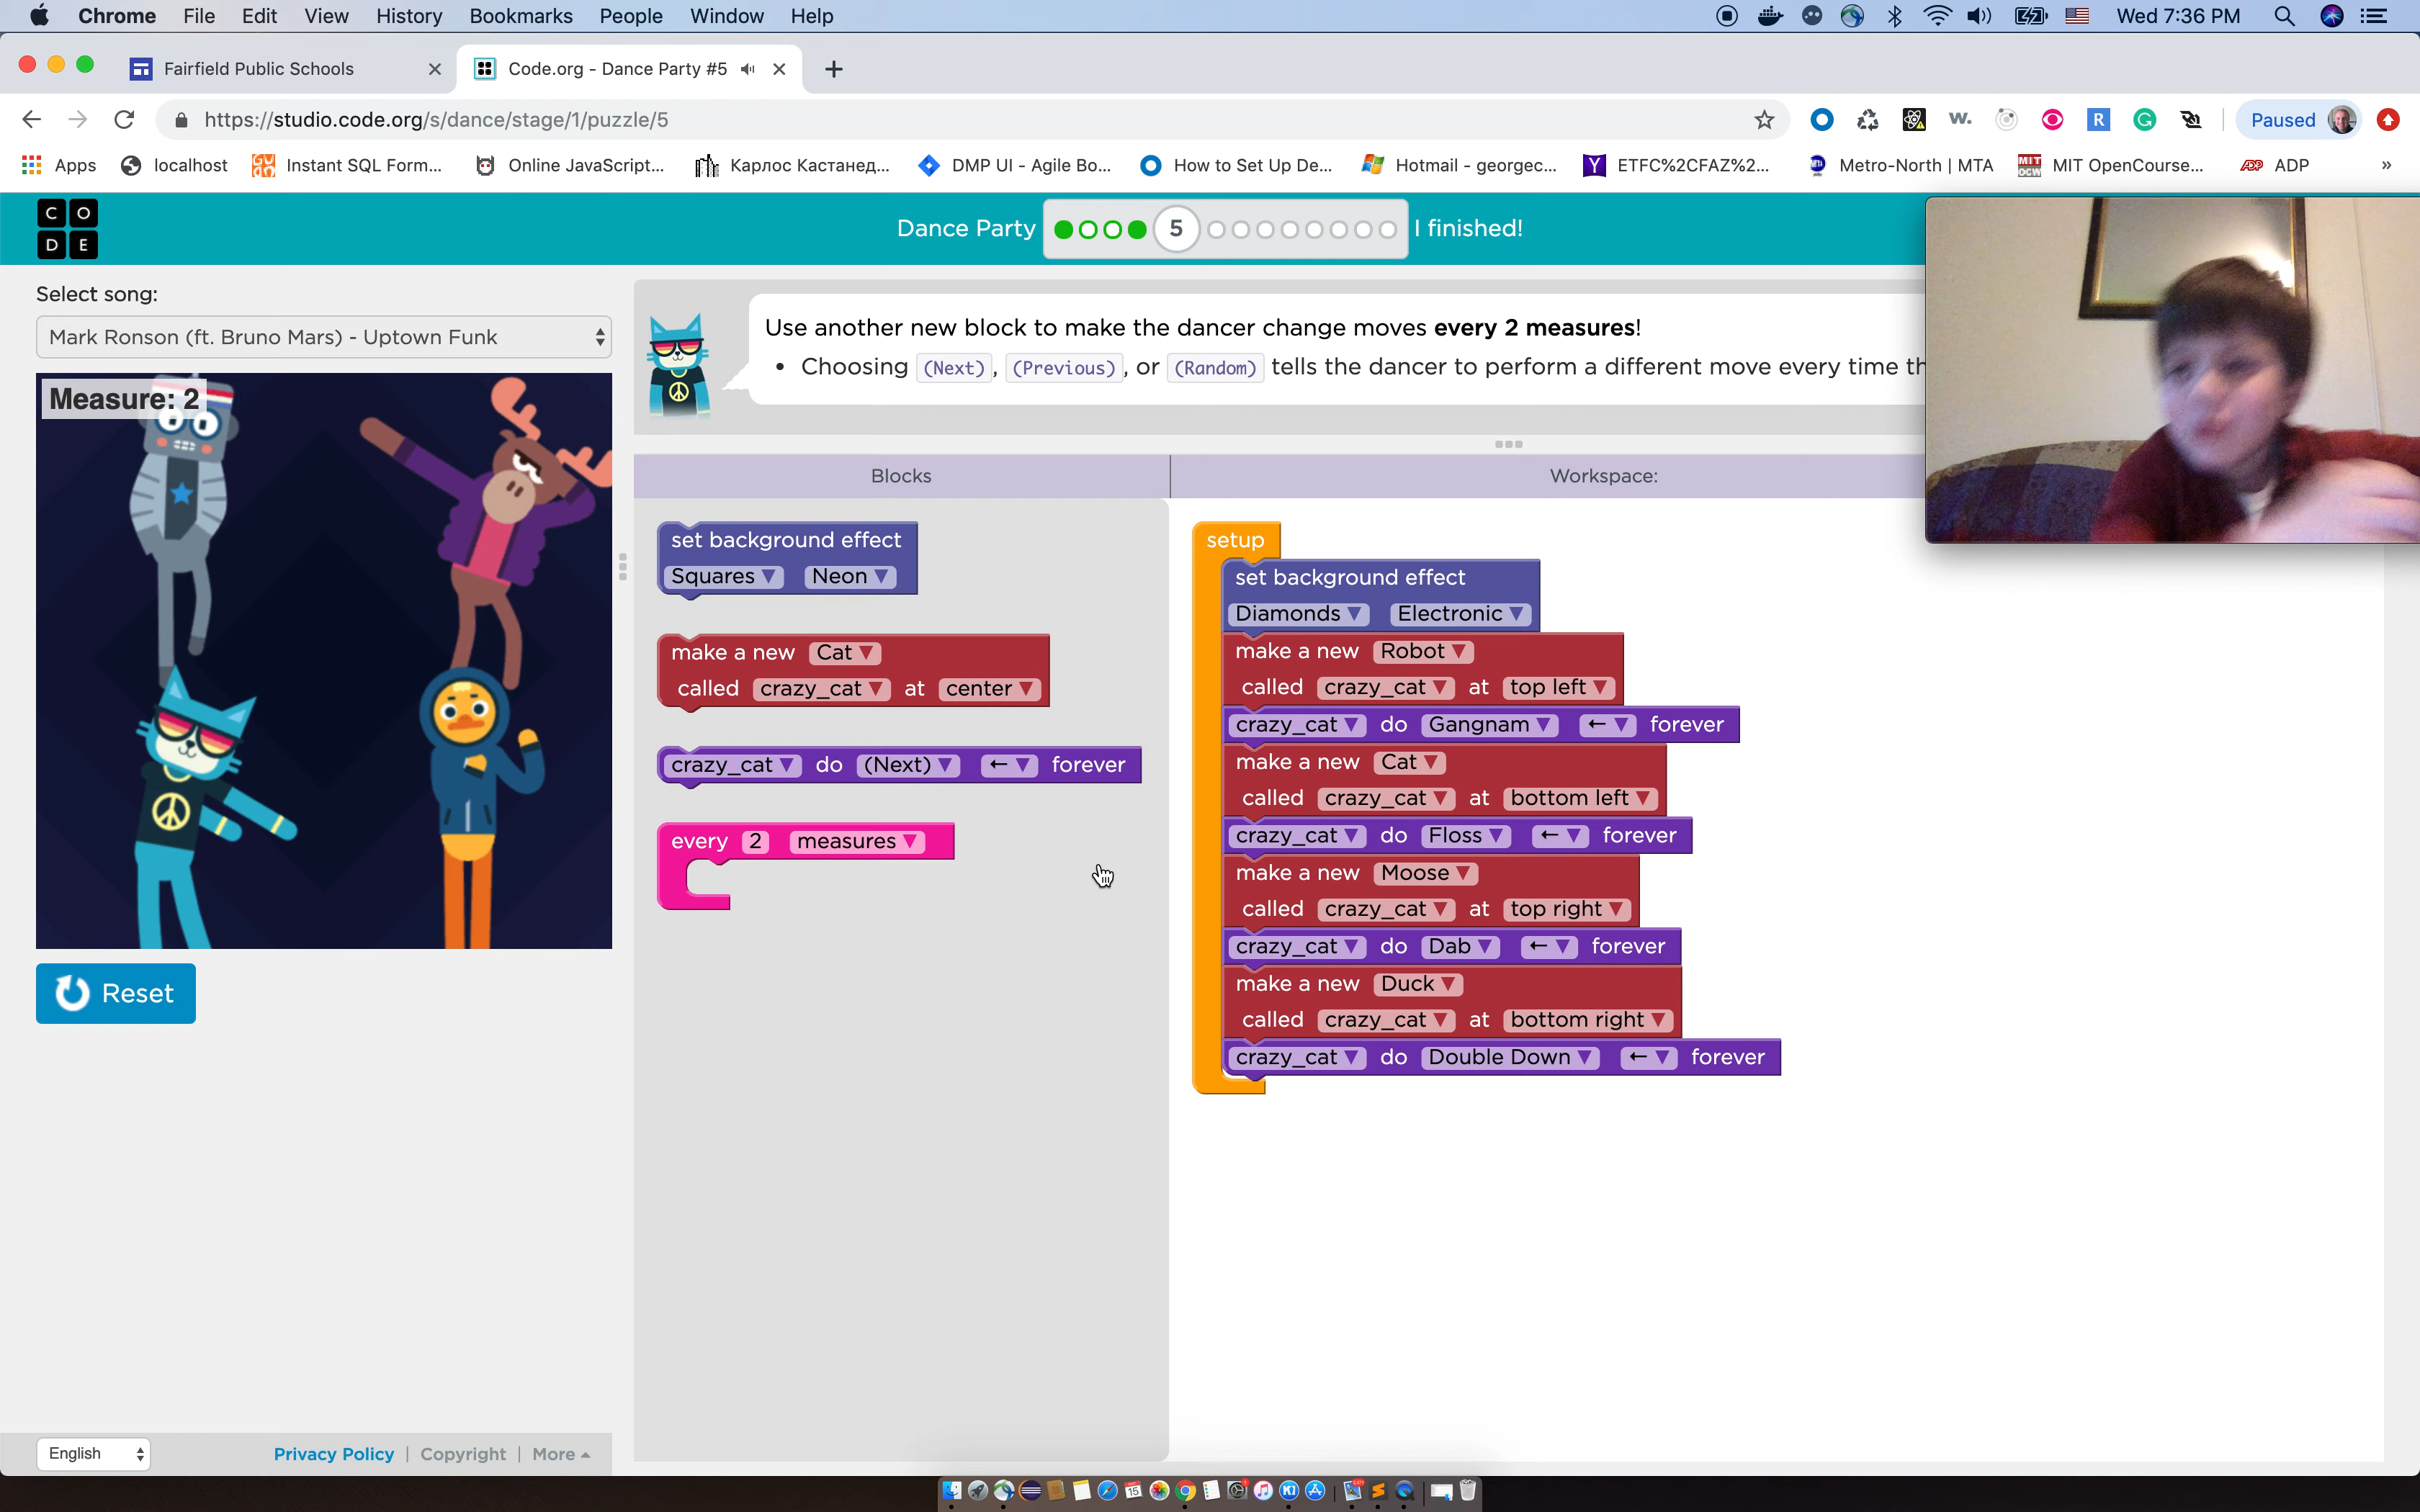 Chrome File Edit View History Bookmarks People Window Help Wed 7:36 PM
Fairfield Public Schools Code.org - Dance Party #5
https://studio.code.org/s/dance/stage/1/puzzle/5 Paused
Apps localhost Instant SQL Form... Online JavaScript... Карлос Кастанед... DMP UI - Agile Bo... How to Set Up De... Hotmail - georgec... ETFC%2CFAZ%2... Metro-North | MTA MIT OpenCourse... ADP »
C O
D E
Dance Party 5 I finished!
Select song:
Mark Ronson (ft. Bruno Mars) - Uptown Funk
Measure: 2
Reset
Use another new block to make the dancer change moves every 2 measures!
• Choosing (Next), (Previous), or (Random) tells the dancer to perform a different move every time th
Blocks Workspace:
set background effect
Squares Neon
make a new Cat
called crazy_cat at center
crazy_cat do (Next) ← forever
every 2 measures
setup
set background effect
Diamonds Electronic
make a new Robot
called crazy_cat at top left
crazy_cat do Gangnam ← forever
make a new Cat
called crazy_cat at bottom left
crazy_cat do Floss ← forever
make a new Moose
called crazy_cat at top right
crazy_cat do Dab ← forever
make a new Duck
called crazy_cat at bottom right
crazy_cat do Double Down ← forever
English Privacy Policy | Copyright | More